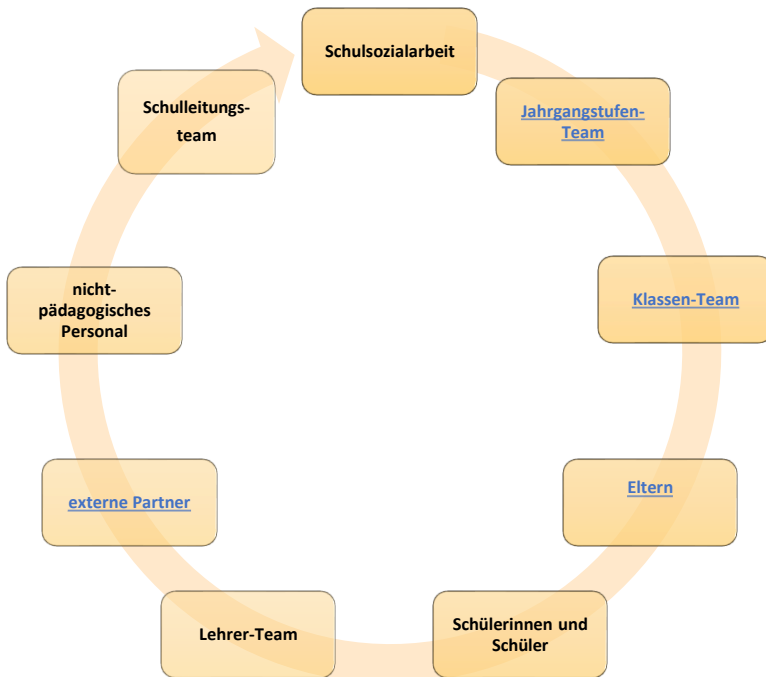 Schulsozialarbeit
Jahrgangstufen-
Team
Klassen-Team
Eltern
Schülerinnen und
Schüler
Lehrer-Team
externe Partner
nicht-
pädagogisches
Personal
Schulleitungs-
team